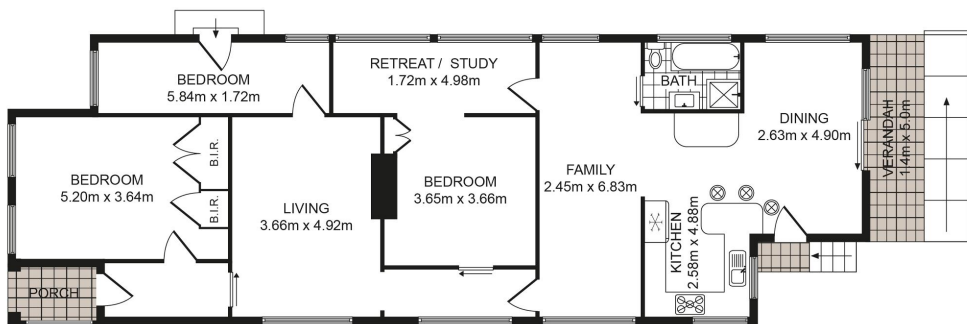 BEDROOM
5.84m x 1.72m
RETREAT / STUDY
1.72m x 4.98m
BATH
DINING
2.63m x 4.90m
VERANDAH
1.4m x 5.0m
BEDROOM
5.20m x 3.64m
B.I.R.
B.I.R.
LIVING
3.66m x 4.92m
BEDROOM
3.65m x 3.66m
FAMILY
2.45m x 6.83m
KITCHEN
2.58m x 4.88m
PORCH